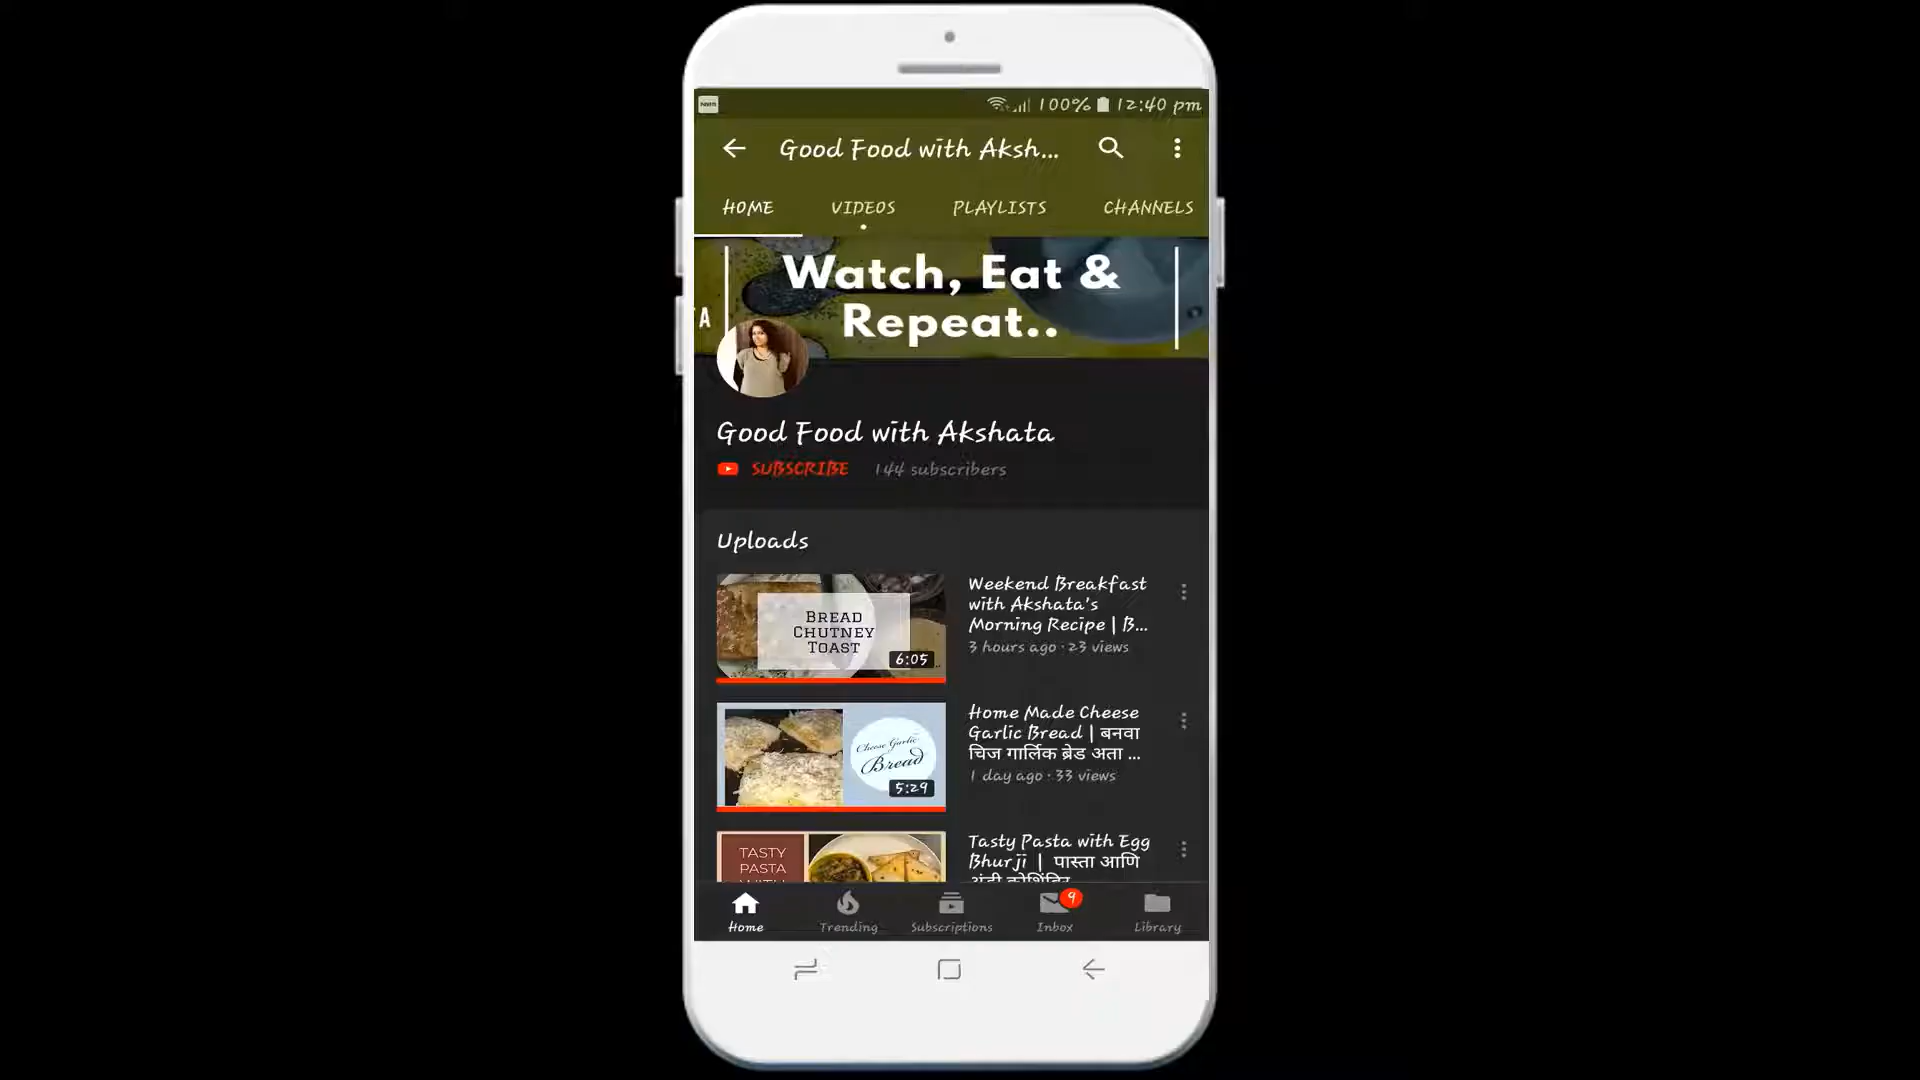 100% 12:40 pm
Good Food with Aksh...
HOME VIDEOS PLAYLISTS CHANNELS
Watch, Eat &
Repeat..
TA
Good Food with Akshata
SUBSCRIBE 144 subscribers
Uploads
BREAD
CHUTNEY
TOAST
6:05
Weekend Breakfast
with Akshata's
Morning Recipe | B...
3 hours ago · 23 views
Cheese Garlic
Bread
5:29
Home Made Cheese
Garlic Bread | बनवा
चिज गार्लिक ब्रेड अता ...
1 day ago · 33 views
TASTY
PASTA
WITH
Tasty Pasta with Egg
Bhurji | पास्ता आणि
9
Home Trending Subscriptions Inbox Library